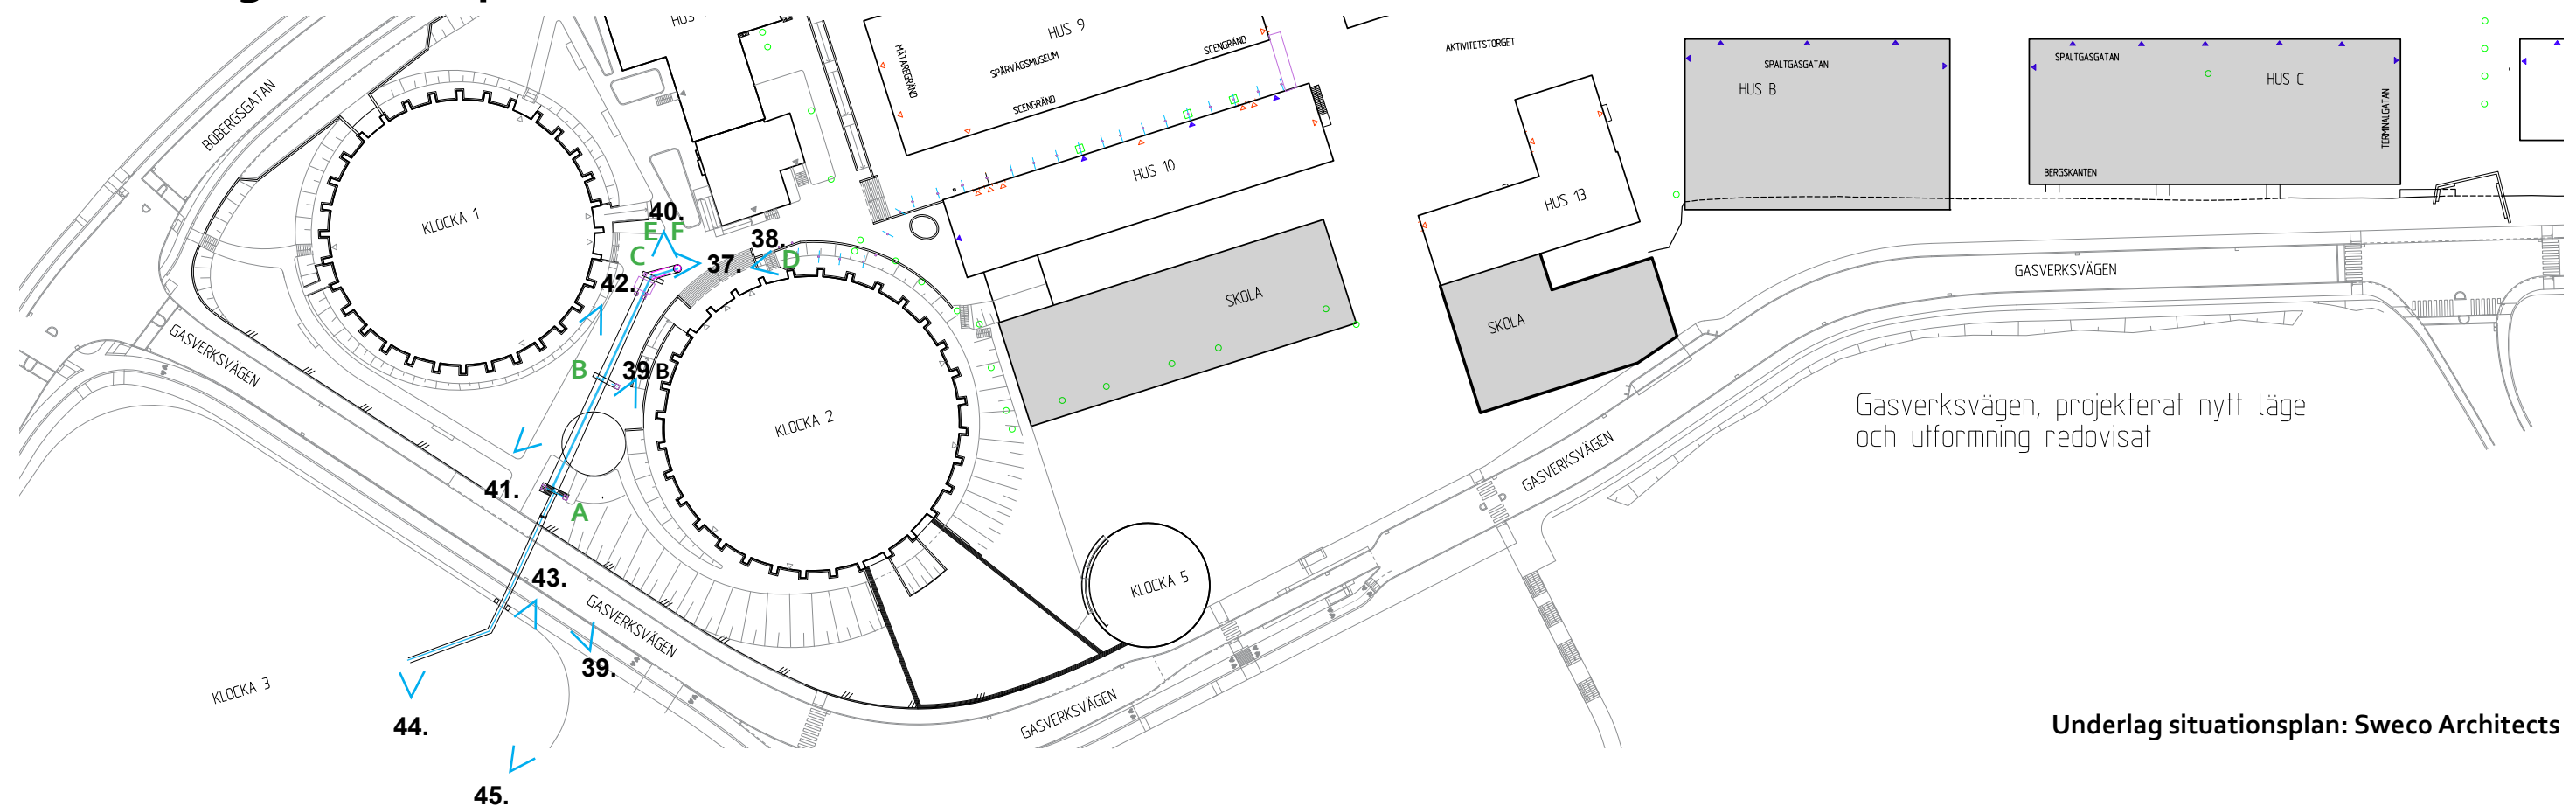 HUS 9
MÄTAREGRÄND
SPÅRVÄGSMUSEUM
SCENGRÄND
SCENGRÄND
AKTIVITETSTORGET
SPALTGASGATAN
HUS B
SPALTGASGATAN
HUS C
TERMINALGATAN
BERGSKANTEN
BOBERGSGATAN
KLOCKA 1
HUS 10
HUS 13
40.
E F
C
38.
37.
D
42.
GASVERKSVÄGEN
SKOLA
SKOLA
GASVERKSVÄGEN
B
39 B
KLOCKA 2
Gasverksvägen, projekterat nytt läge
och utformning redovisat
GASVERKSVÄGEN
41.
A
43.
KLOCKA 5
GASVERKSVÄGEN
39.
KLOCKA 3
GASVERKSVÄGEN
44.
45.
Underlag situationsplan: Sweco Architects